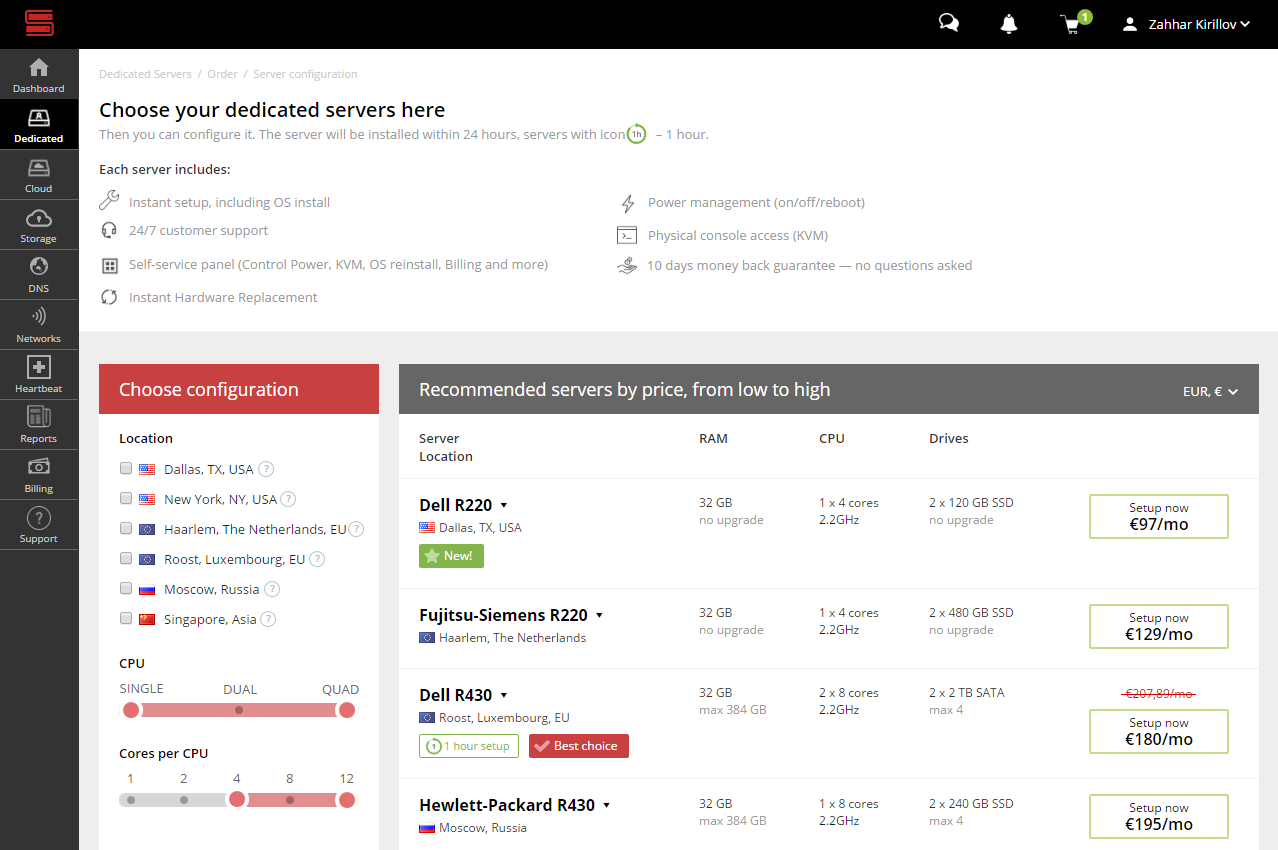 1
Zahhar Kirillov
Dashboard
Dedicated
Cloud
Storage
DNS
Networks
Heartbeat
Reports
Billing
?
Support
Dedicated Servers / Order / Server configuration
Choose your dedicated servers here
Then you can configure it. The server will be installed within 24 hours, servers with icon 1h – 1 hour.
Each server includes:
Instant setup, including OS install
24/7 customer support
Self-service panel (Control Power, KVM, OS reinstall, Billing and more)
Instant Hardware Replacement
Power management (on/off/reboot)
Physical console access (KVM)
10 days money back guarantee — no questions asked
Choose configuration
Location
Dallas, TX, USA ?
New York, NY, USA ?
Haarlem, The Netherlands, EU ?
Roost, Luxembourg, EU ?
Moscow, Russia ?
Singapore, Asia ?
CPU
SINGLE DUAL QUAD
Cores per CPU
1 2 4 8 12
Recommended servers by price, from low to high
EUR, €
Server
Location
RAM
CPU
Drives
Dell R220
Dallas, TX, USA
New!
32 GB
no upgrade
1 x 4 cores
2.2GHz
2 x 120 GB SSD
no upgrade
Setup now
€97/mo
Fujitsu-Siemens R220
Haarlem, The Netherlands
32 GB
no upgrade
1 x 4 cores
2.2GHz
2 x 480 GB SSD
no upgrade
Setup now
€129/mo
Dell R430
Roost, Luxembourg, EU
1 1 hour setup
Best choice
32 GB
max 384 GB
2 x 8 cores
2.2GHz
2 x 2 TB SATA
max 4
€207,89/mo
Setup now
€180/mo
Hewlett-Packard R430
Moscow, Russia
32 GB
max 384 GB
1 x 8 cores
2.2GHz
2 x 240 GB SSD
max 4
Setup now
€195/mo